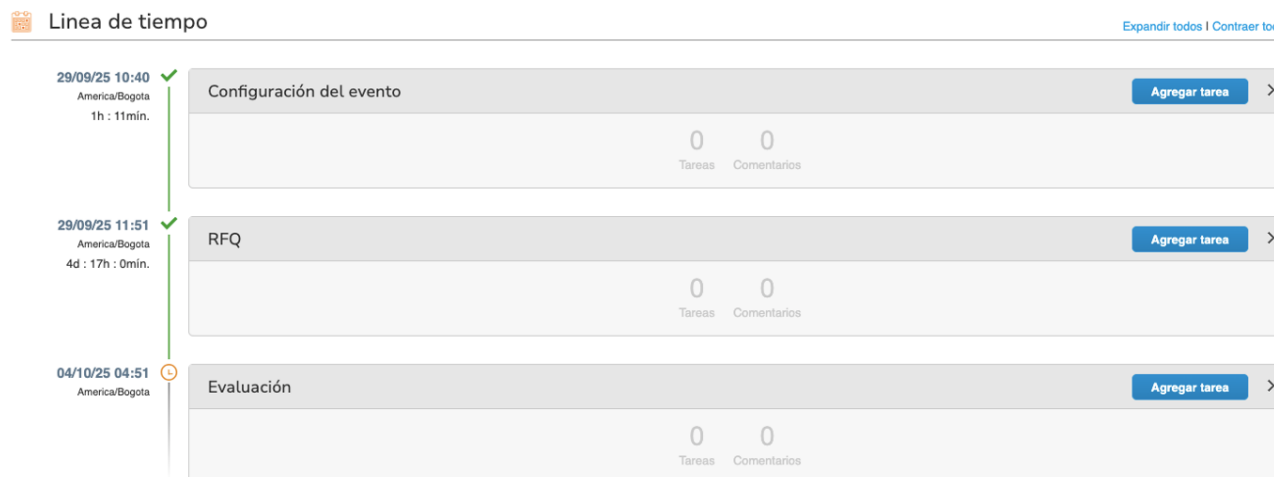 Linea de tiempo
Expandir todos | Contraer
29/09/25 10:40
America/Bogota
1h : 11min.
Configuración del evento
Agregar tarea
0 0
Tareas Comentarios
29/09/25 11:51
America/Bogota
4d : 17h : 0min.
RFQ
Agregar tarea
0 0
Tareas Comentarios
04/10/25 04:51
America/Bogota
Evaluación
Agregar tarea
0 0
Tareas Comentarios